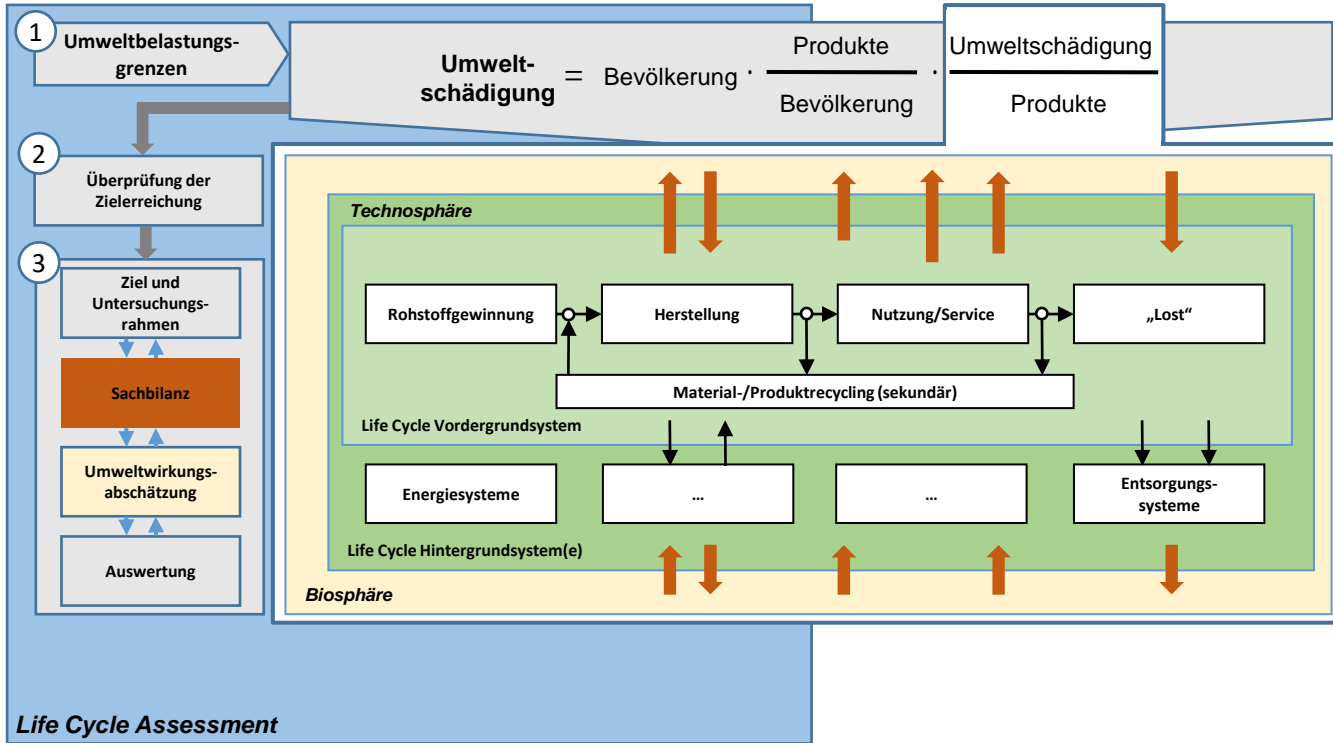 1
Umweltbelastungs-
grenzen
Umwelt-
schädigung
=
Bevölkerung
·
Produkte
Bevölkerung
·
Umweltschädigung
Produkte
2
Überprüfung der
Zielerreichung
3
Ziel und
Untersuchungs-
rahmen
Sachbilanz
Umweltwirkungs-
abschätzung
Auswertung
Technosphäre
Rohstoffgewinnung
Herstellung
Nutzung/Service
„Lost“
Material-/Produktrecycling (sekundär)
Life Cycle Vordergrundsystem
Energiesysteme
...
...
Entsorgungs-
systeme
Life Cycle Hintergrundsystem(e)
Biosphäre
Life Cycle Assessment